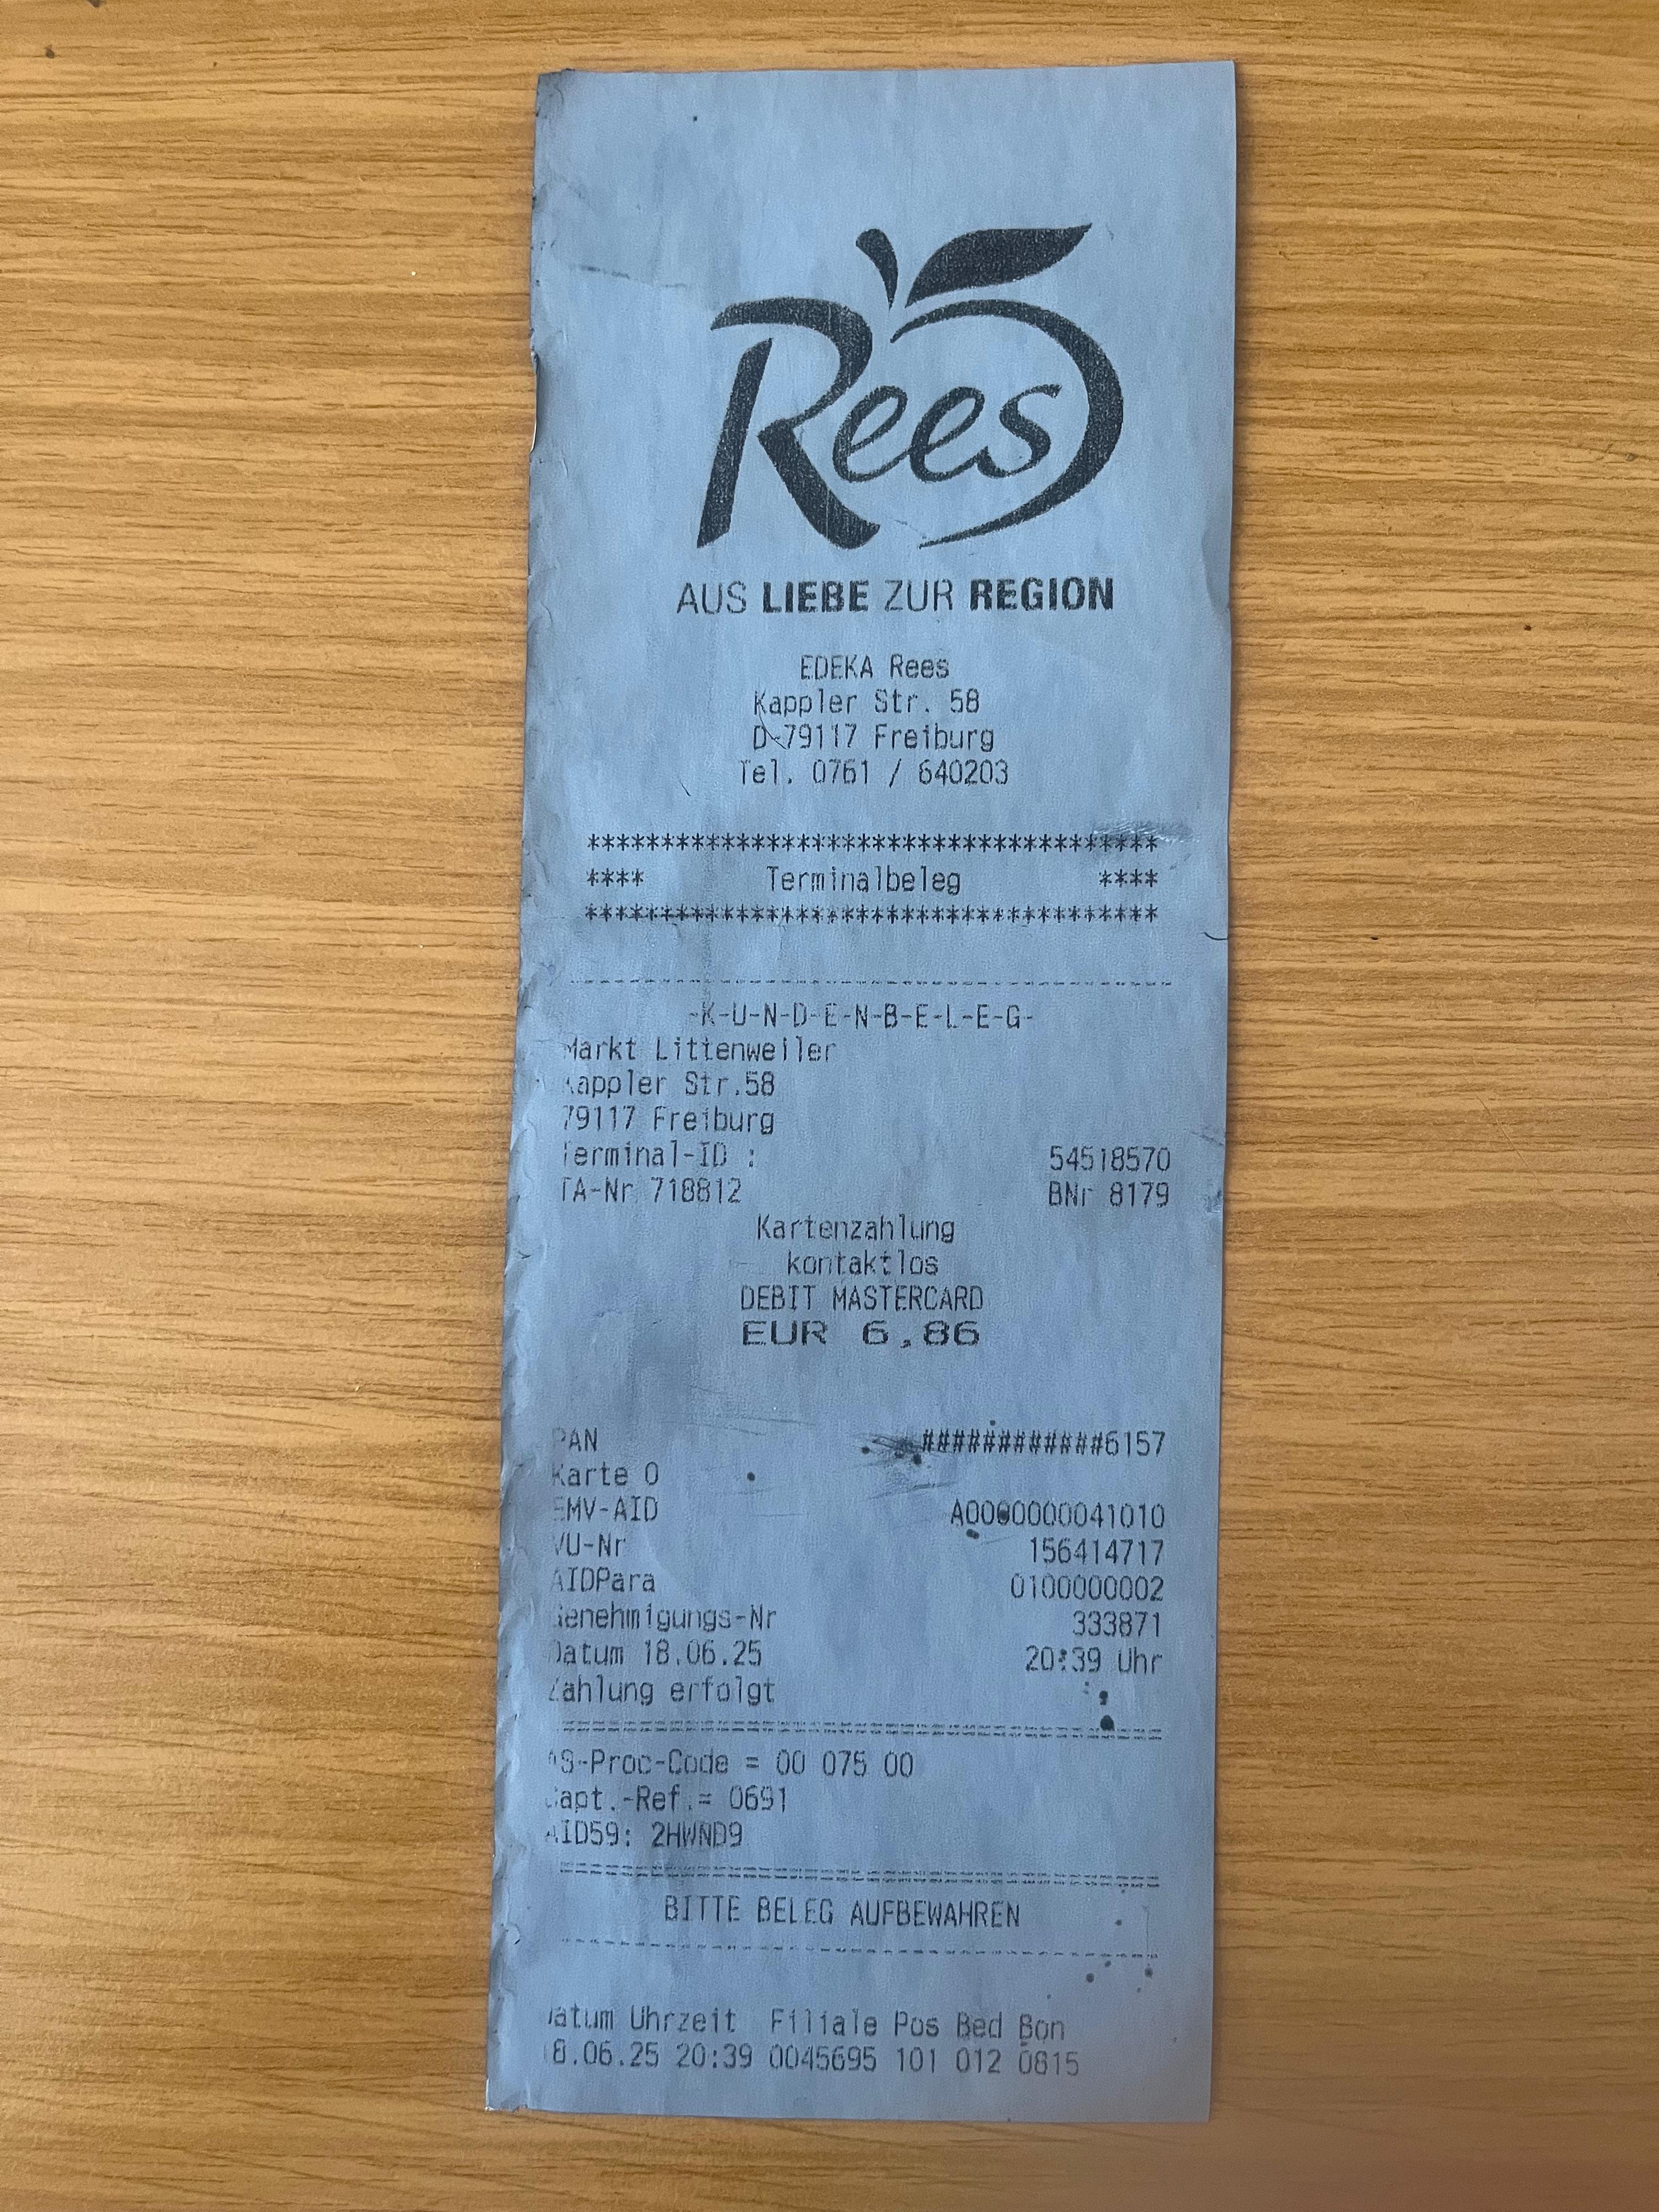 Rees
AUS LIEBE ZUR REGION
EDEKA Rees
Kappler Str. 58
D-79117 Freiburg
Tel. 0761 / 640203
**************************************
**** Terminalbeleg ****
**************************************
-K-U-N-D-E-N-B-E-L-E-G-
Markt Littenweiler
Kappler Str.58
79117 Freiburg
Terminal-ID : 54518570
TA-Nr 718812 BNr 8179
Kartenzahlung
kontaktlos
DEBIT MASTERCARD
EUR 6,86
PAN ############6157
Karte 0
EMV-AID A0000000041010
VU-Nr 156414717
AIDPara 0100000002
Genehmigungs-Nr 333871
Datum 18.06.25 20:39 Uhr
Zahlung erfolgt
AS-Proc-Code = 00 075 00
Capt.-Ref.= 0691
AID59: 2HWND9
BITTE BELEG AUFBEWAHREN
Datum Uhrzeit Filiale Pos Bed Bon
18.06.25 20:39 0045695 101 012 0815